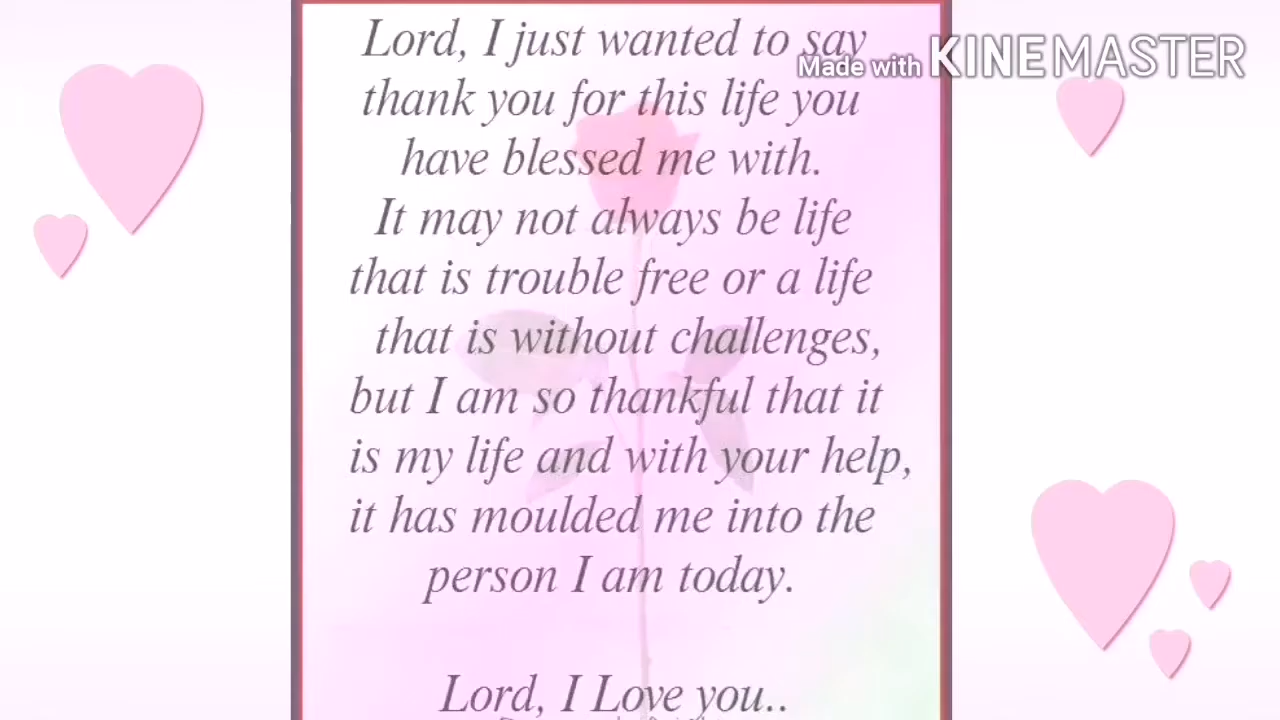 Lord, I just wanted to say
Made with KINEMASTER
thank you for this life you
have blessed me with.
It may not always be life
that is trouble free or a life
that is without challenges,
but I am so thankful that it
is my life and with your help,
it has moulded me into the
person I am today.
Lord, I Love you..